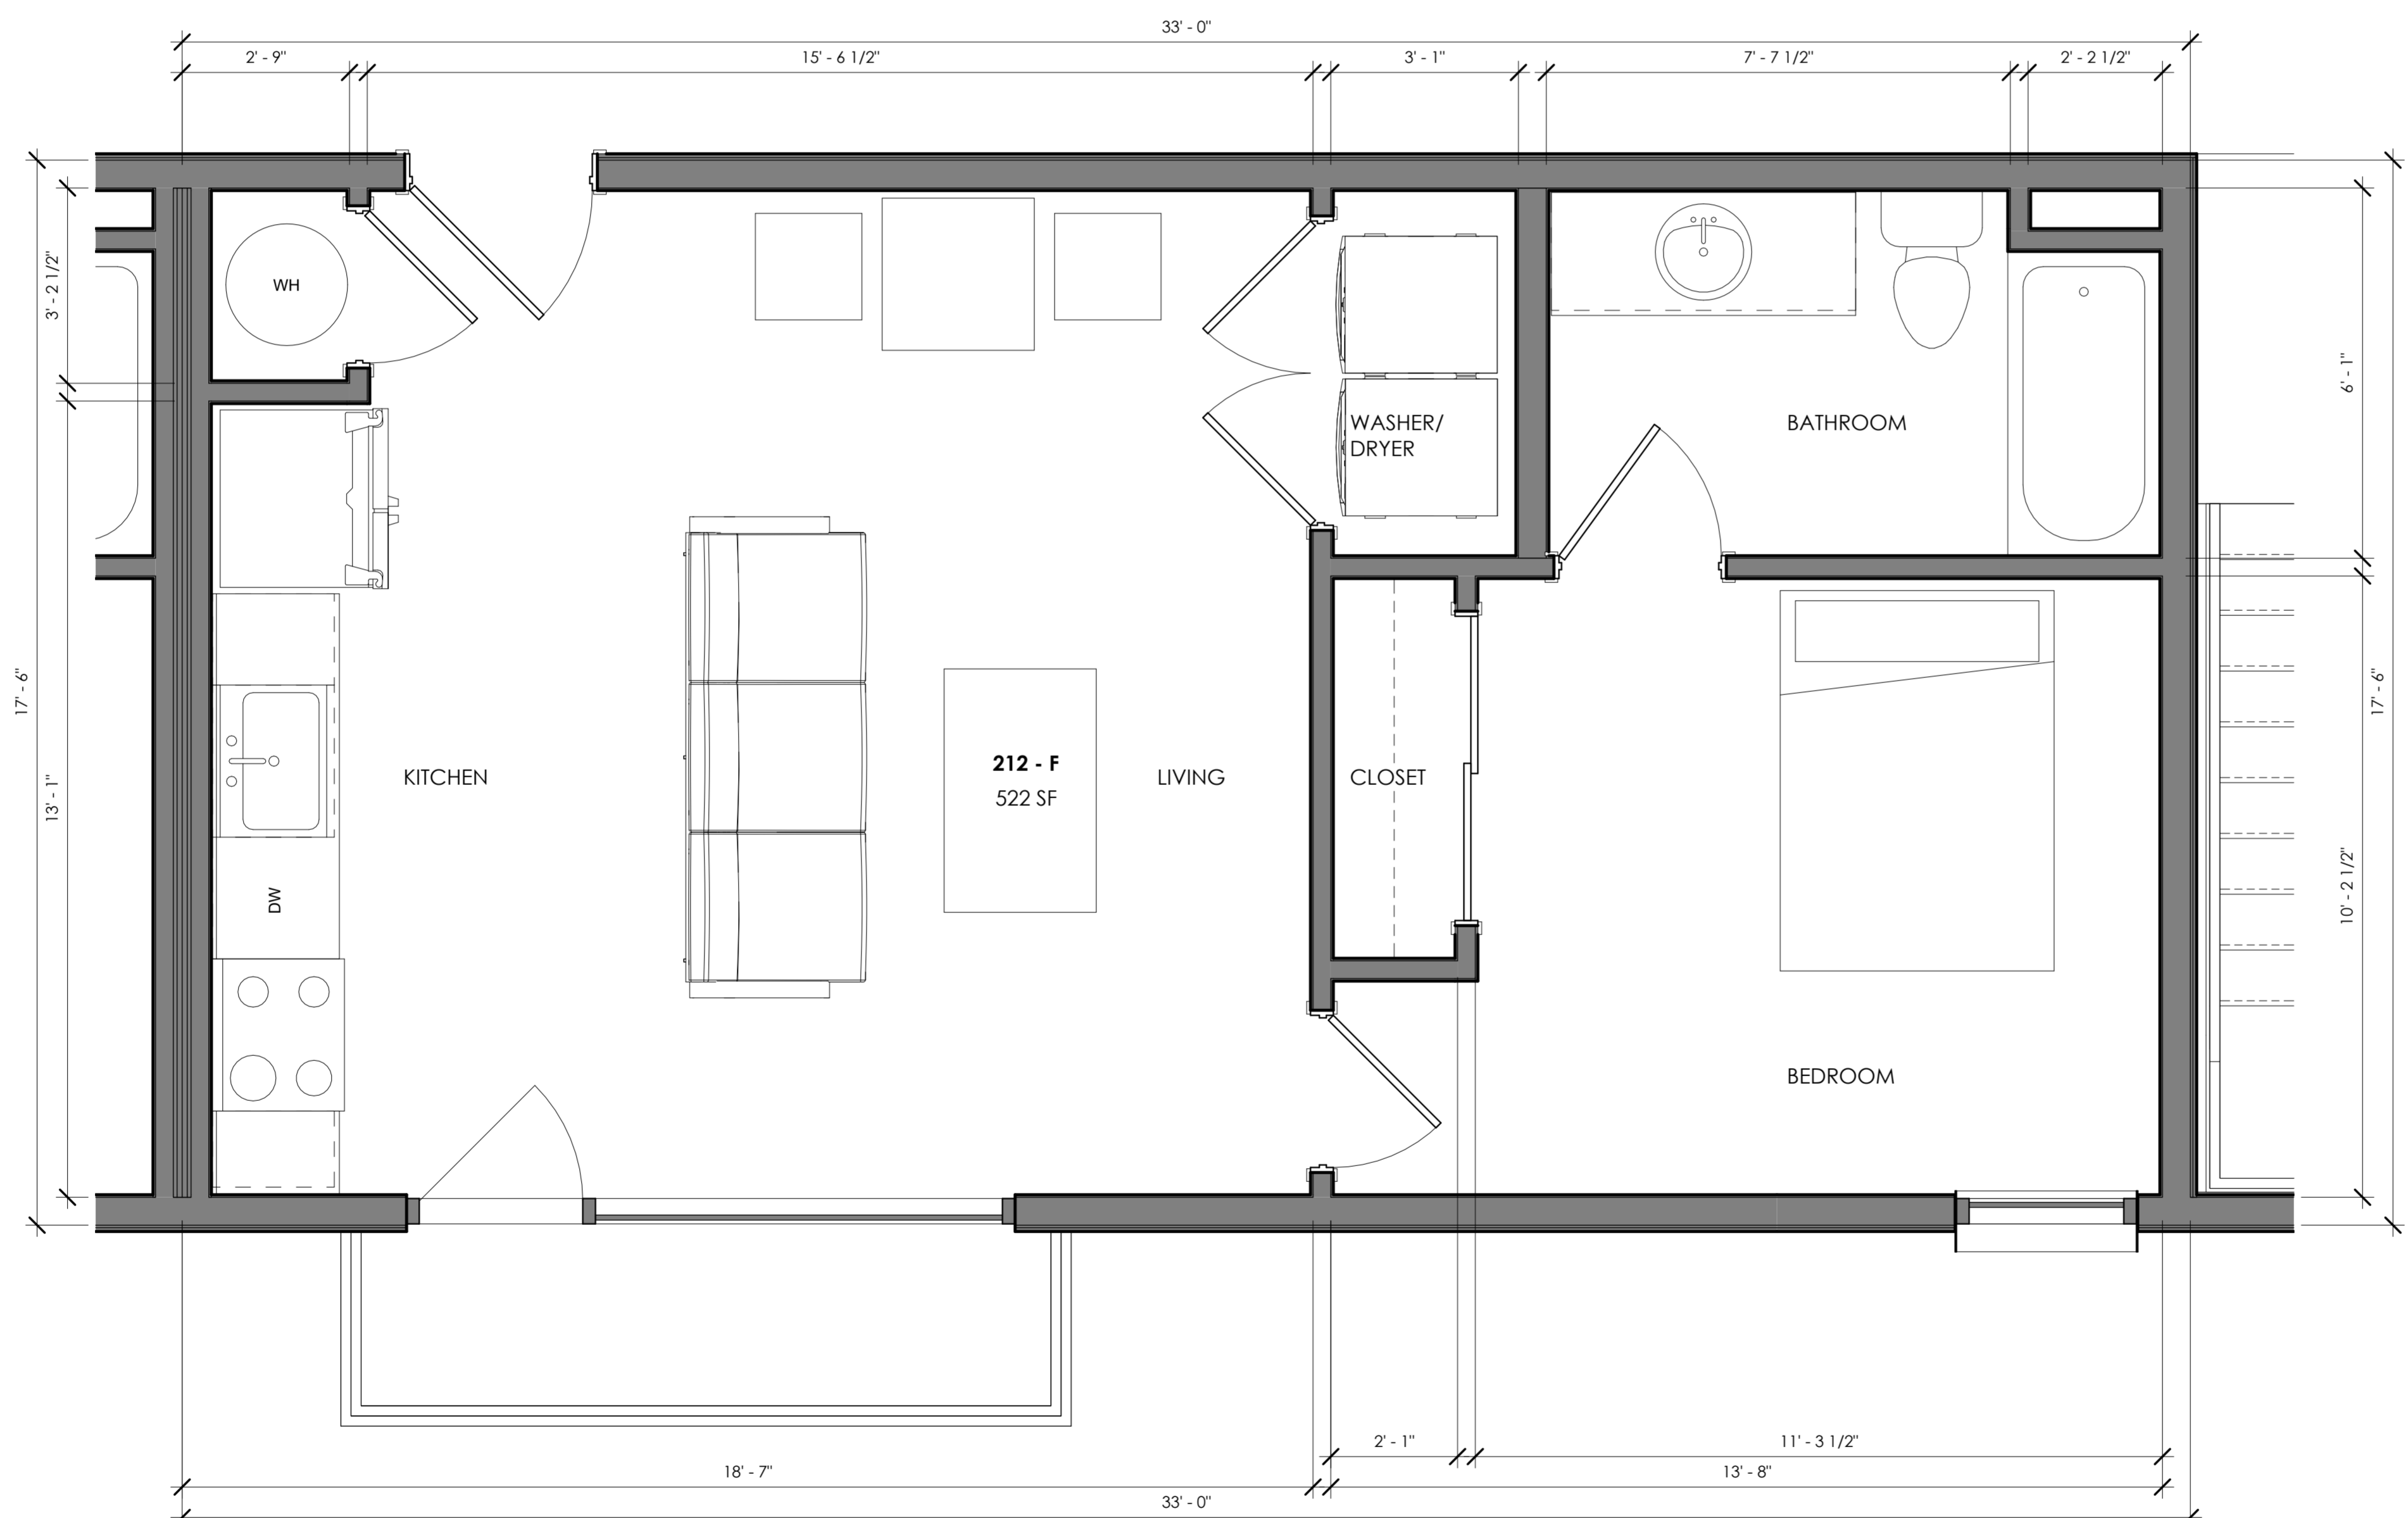 33' - 0"
2' - 9"
15' - 6 1/2"
3' - 1"
7' - 7 1/2"
2' - 2 1/2"
3' - 2 1/2"
WH
6' - 1"
WASHER/
DRYER
BATHROOM
17' - 6"
17' - 6"
13' - 1"
KITCHEN
212 - F
522 SF
LIVING
CLOSET
DW
10' - 2 1/2"
BEDROOM
2' - 1"
11' - 3 1/2"
18' - 7"
13' - 8"
33' - 0"